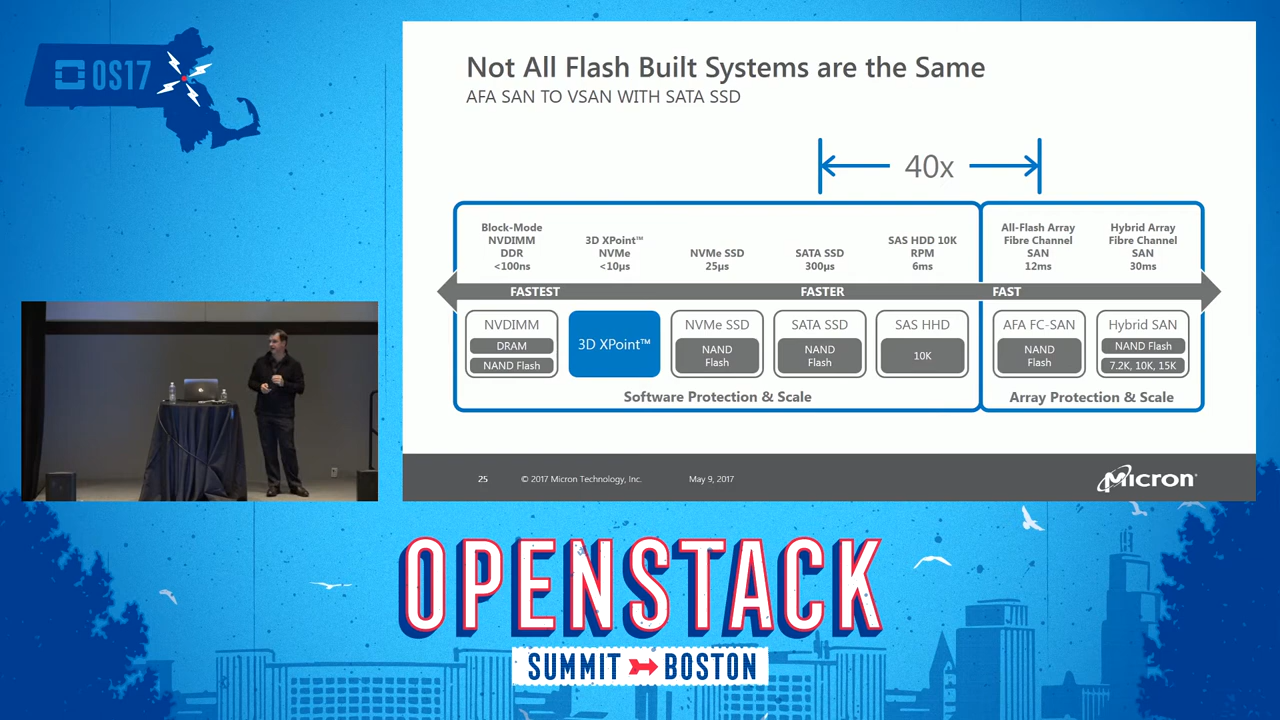 OS17
Not All Flash Built Systems are the Same
AFA SAN TO VSAN WITH SATA SSD
40x
Block-Mode
NVDIMM
DDR
<100ns
3D XPoint™
NVMe
<10µs
NVMe SSD
25µs
SATA SSD
300µs
SAS HDD 10K
RPM
6ms
All-Flash Array
Fibre Channel
SAN
12ms
Hybrid Array
Fibre Channel
SAN
30ms
FASTEST
FASTER
FAST
NVDIMM
DRAM
NAND Flash
3D XPoint™
NVMe SSD
NAND
Flash
SATA SSD
NAND
Flash
SAS HHD
10K
AFA FC-SAN
NAND
Flash
Hybrid SAN
NAND Flash
7.2K, 10K, 15K
Software Protection & Scale
Array Protection & Scale
25 © 2017 Micron Technology, Inc. May 9, 2017
Micron®
OPENSTACK
SUMMIT BOSTON